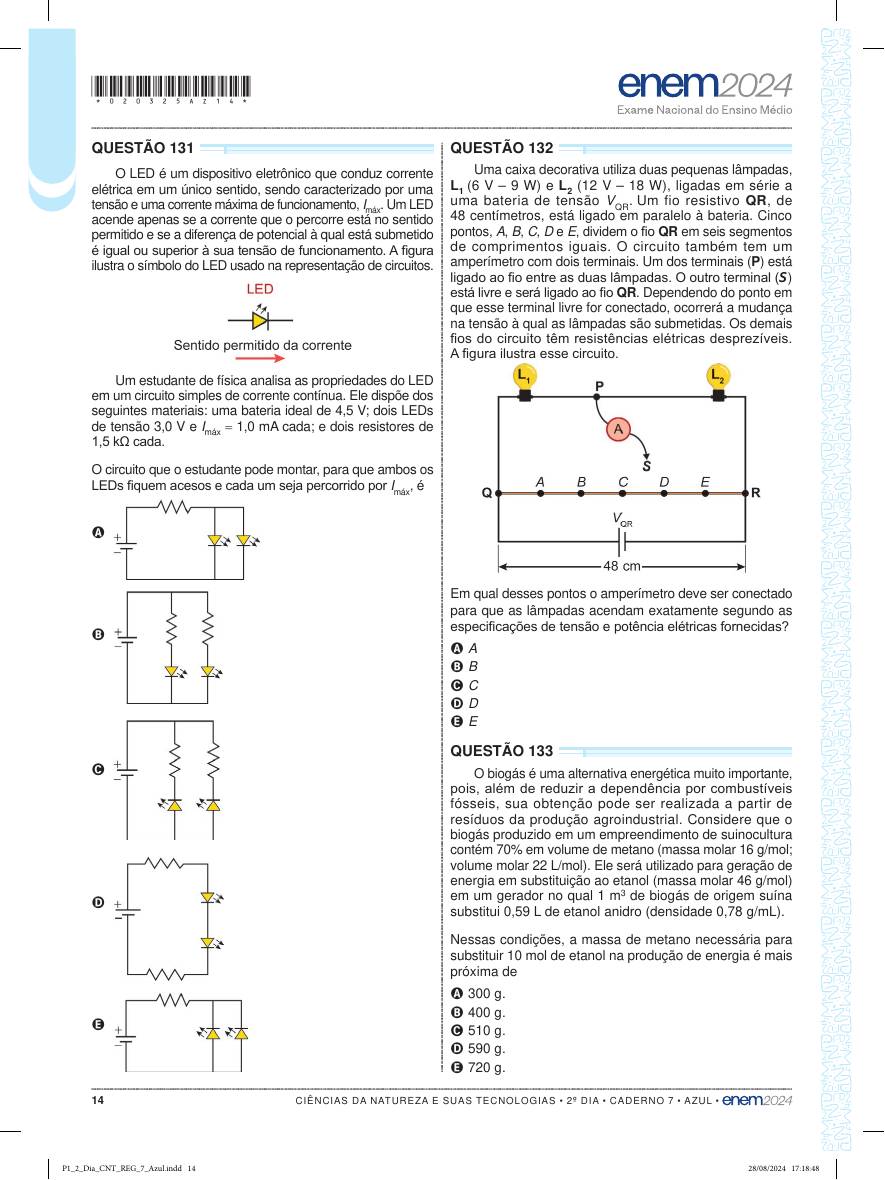 *020325AZ14*
enem2024
Exame Nacional do Ensino Médio
QUESTÃO 131
O LED é um dispositivo eletrônico que conduz corrente
elétrica em um único sentido, sendo caracterizado por uma
tensão e uma corrente máxima de funcionamento, Imáx. Um LED
acende apenas se a corrente que o percorre está no sentido
permitido e se a diferença de potencial à qual está submetido
é igual ou superior à sua tensão de funcionamento. A figura
ilustra o símbolo do LED usado na representação de circuitos.
LED
Sentido permitido da corrente
Um estudante de física analisa as propriedades do LED
em um circuito simples de corrente contínua. Ele dispõe dos
seguintes materiais: uma bateria ideal de 4,5 V; dois LEDs
de tensão 3,0 V e Imáx = 1,0 mA cada; e dois resistores de
1,5 kΩ cada.
O circuito que o estudante pode montar, para que ambos os
LEDs fiquem acesos e cada um seja percorrido por Imáx, é
A
+
−
B
+
−
C
+
−
D
+
−
E
+
−
QUESTÃO 132
Uma caixa decorativa utiliza duas pequenas lâmpadas,
L1 (6 V – 9 W) e L2 (12 V – 18 W), ligadas em série a
uma bateria de tensão VQR. Um fio resistivo QR, de
48 centímetros, está ligado em paralelo à bateria. Cinco
pontos, A, B, C, D e E, dividem o fio QR em seis segmentos
de comprimentos iguais. O circuito também tem um
amperímetro com dois terminais. Um dos terminais (P) está
ligado ao fio entre as duas lâmpadas. O outro terminal (S)
está livre e será ligado ao fio QR. Dependendo do ponto em
que esse terminal livre for conectado, ocorrerá a mudança
na tensão à qual as lâmpadas são submetidas. Os demais
fios do circuito têm resistências elétricas desprezíveis.
A figura ilustra esse circuito.
L1
P
L2
A
S
A B C D E
Q R
VQR
48 cm
Em qual desses pontos o amperímetro deve ser conectado
para que as lâmpadas acendam exatamente segundo as
especificações de tensão e potência elétricas fornecidas?
A A
B B
C C
D D
E E
QUESTÃO 133
O biogás é uma alternativa energética muito importante,
pois, além de reduzir a dependência por combustíveis
fósseis, sua obtenção pode ser realizada a partir de
resíduos da produção agroindustrial. Considere que o
biogás produzido em um empreendimento de suinocultura
contém 70% em volume de metano (massa molar 16 g/mol;
volume molar 22 L/mol). Ele será utilizado para geração de
energia em substituição ao etanol (massa molar 46 g/mol)
em um gerador no qual 1 m³ de biogás de origem suína
substitui 0,59 L de etanol anidro (densidade 0,78 g/mL).
Nessas condições, a massa de metano necessária para
substituir 10 mol de etanol na produção de energia é mais
próxima de
A 300 g.
B 400 g.
C 510 g.
D 590 g.
E 720 g.
14
CIÊNCIAS DA NATUREZA E SUAS TECNOLOGIAS • 2º DIA • CADERNO 7 • AZUL • enem2024
P1_2_Dia_CNT_REG_7_Azul.indd 14
28/08/2024 17:18:48